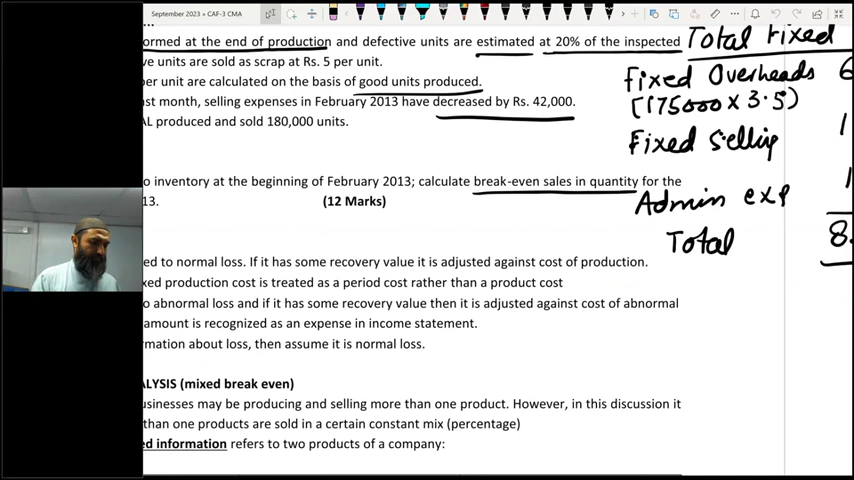 September 2023 » CAF-3 CMA
ormed at the end of production and defective units are estimated at 20% of the inspected
ve units are sold as scrap at Rs. 5 per unit.
per unit are calculated on the basis of good units produced.
ast month, selling expenses in February 2013 have decreased by Rs. 42,000.
AL produced and sold 180,000 units.
o inventory at the beginning of February 2013; calculate break-even sales in quantity for the
13. (12 Marks)
ed to normal loss. If it has some recovery value it is adjusted against cost of production.
xed production cost is treated as a period cost rather than a product cost
o abnormal loss and if it has some recovery value then it is adjusted against cost of abnormal
amount is recognized as an expense in income statement.
rmation about loss, then assume it is normal loss.
ALYSIS (mixed break even)
usinesses may be producing and selling more than one product. However, in this discussion it
than one products are sold in a certain constant mix (percentage)
ed information refers to two products of a company:
Total Fixed
Fixed Overheads 6
(175000 x 3.5)
Fixed Selling 1
Admin exp 1
Total 8.